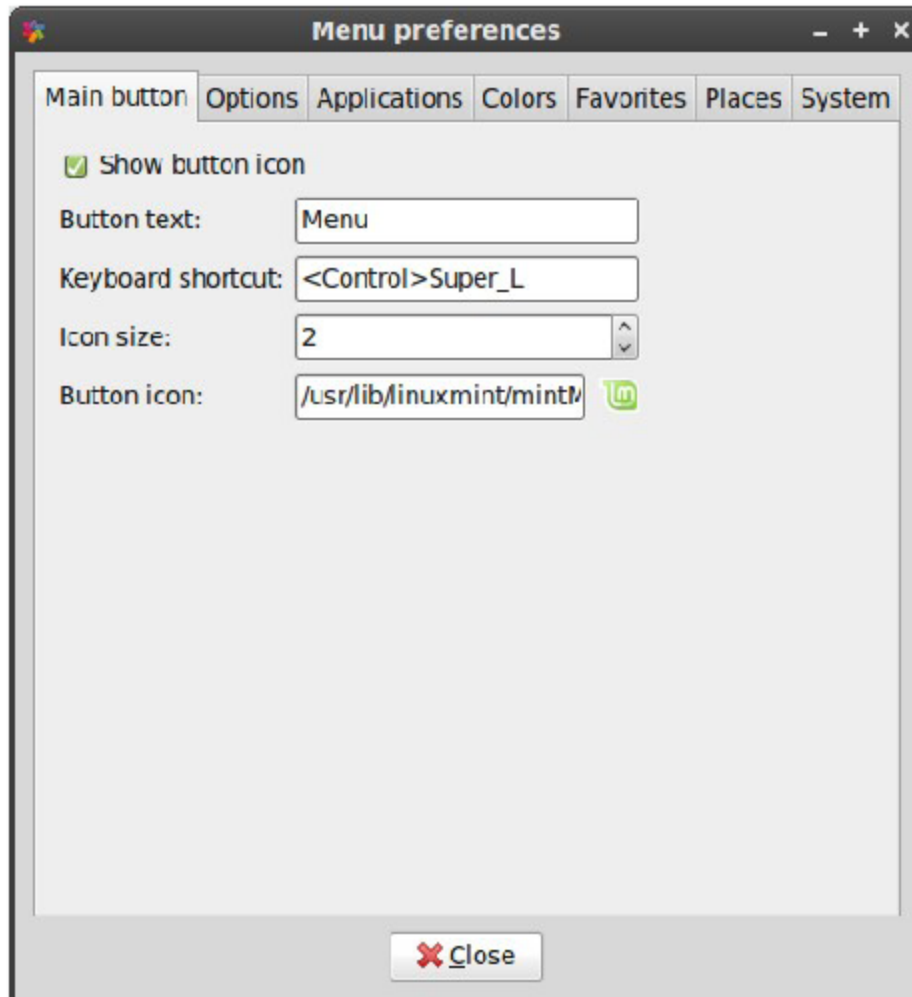 Menu preferences
Main button Options Applications Colors Favorites Places System
Show button icon
Button text: Menu
Keyboard shortcut: <Control>Super_L
Icon size: 2
Button icon: /usr/lib/linuxmint/mintM
Close